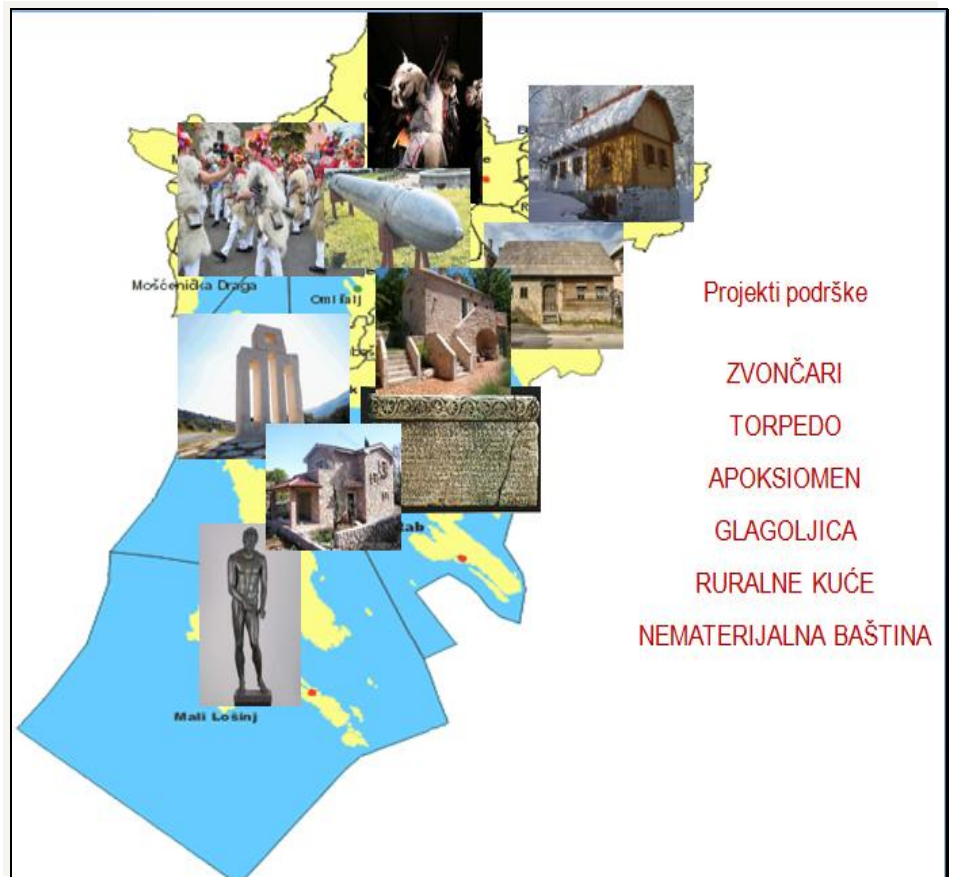 Mošćenička Draga
Omišalj
Rab
Mali Lošinj
Projekti podrške
ZVONČARI
TORPEDO
APOKSIOMEN
GLAGOLJICA
RURALNE KUĆE
NEMATERIJALNA BAŠTINA